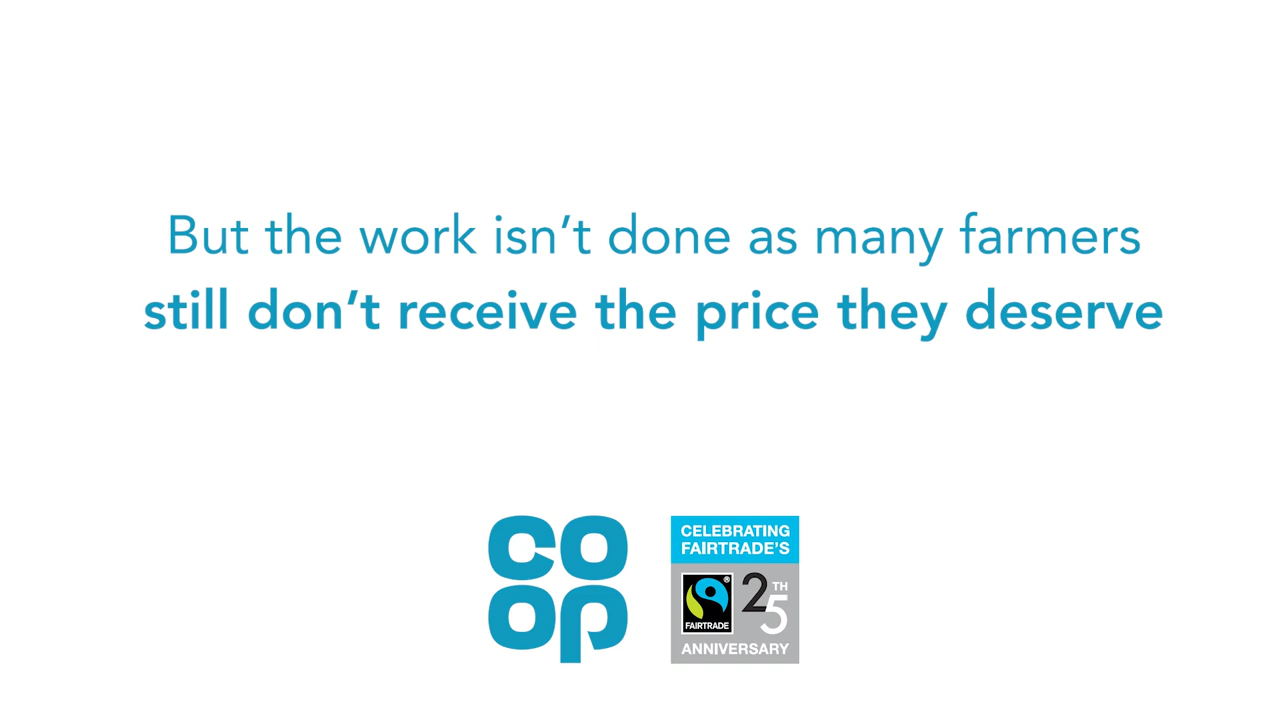 But the work isn’t done as many farmers
still don’t receive the price they deserve
co
op
CELEBRATING
FAIRTRADE’S
FAIRTRADE
25TH
ANNIVERSARY